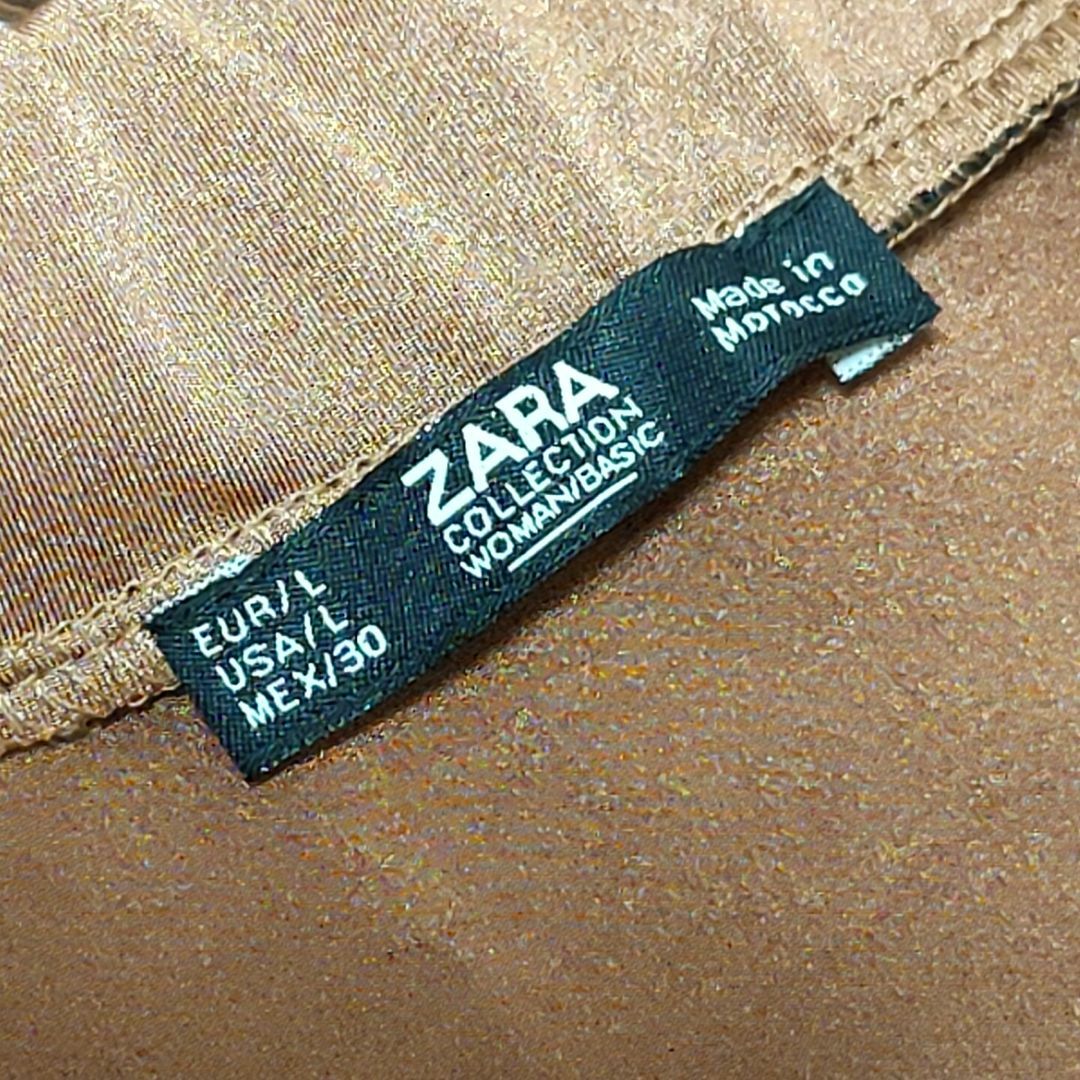 EUR/L
USA/L
MEX/30
ZARA
COLLECTION
WOMAN/BASIC
Made in
Morocco